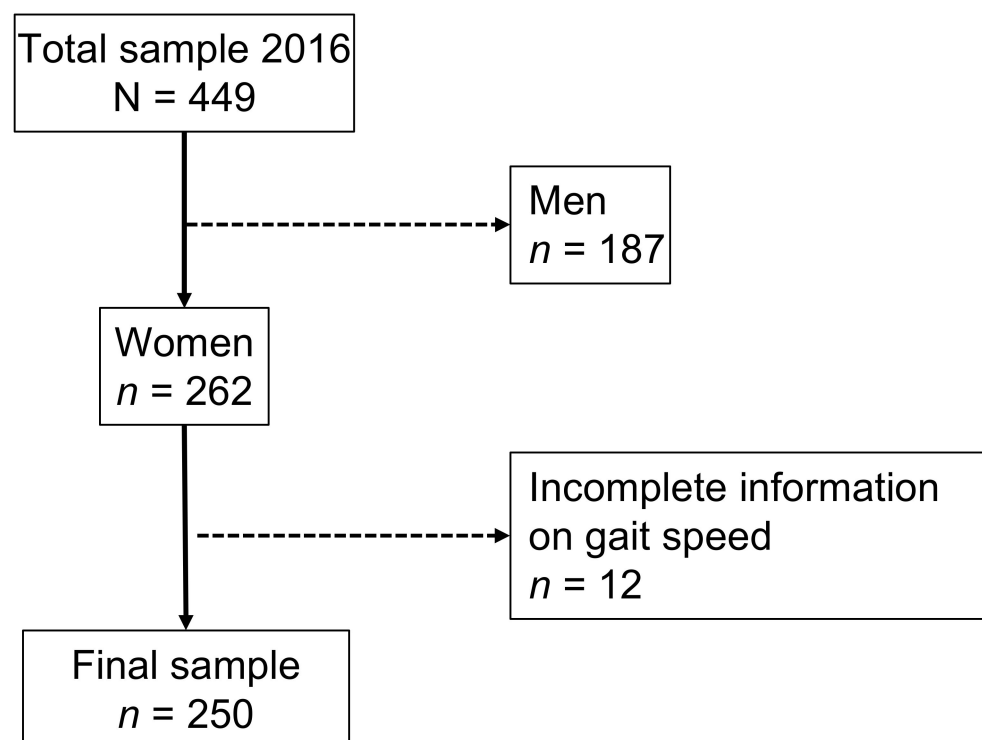 Total sample 2016
N = 449
Men
n = 187
Women
n = 262
Incomplete information
on gait speed
n = 12
Final sample
n = 250